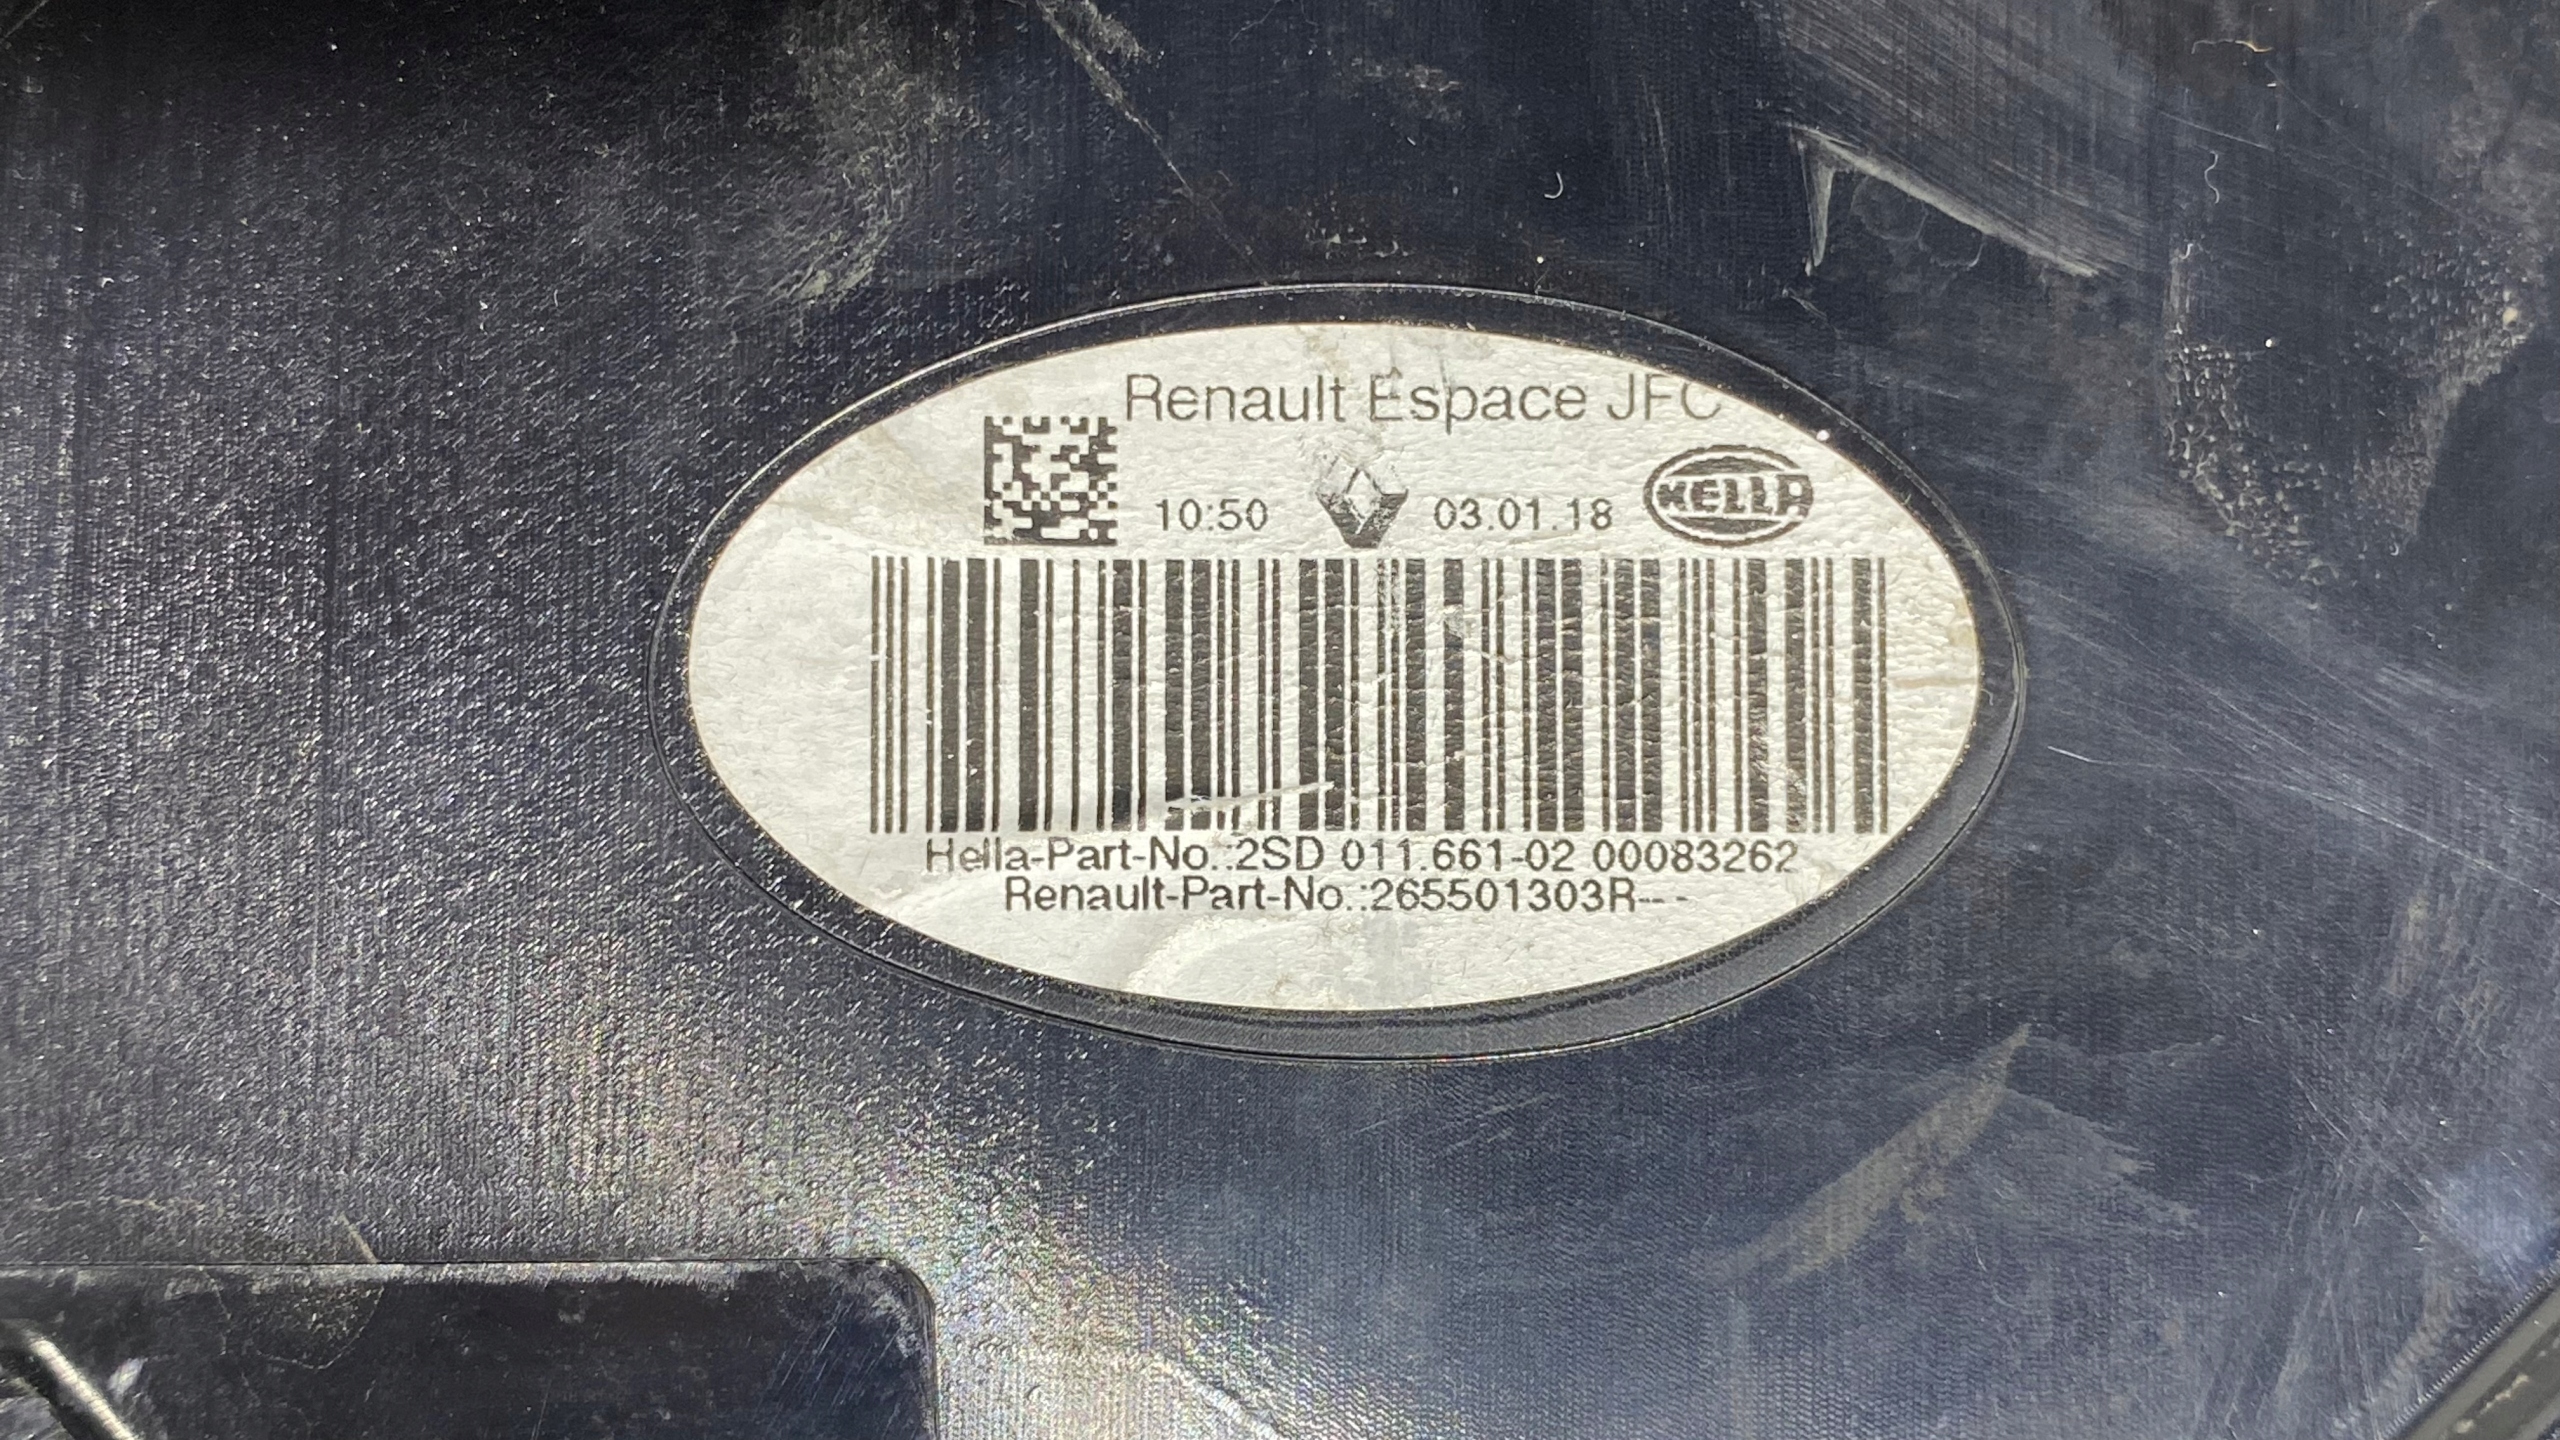 Renault Espace JFC
10:50 03.01.18 HELLA
Hella-Part-No.:2SD 011.661-02 00083262
Renault-Part-No.:265501303R-- -